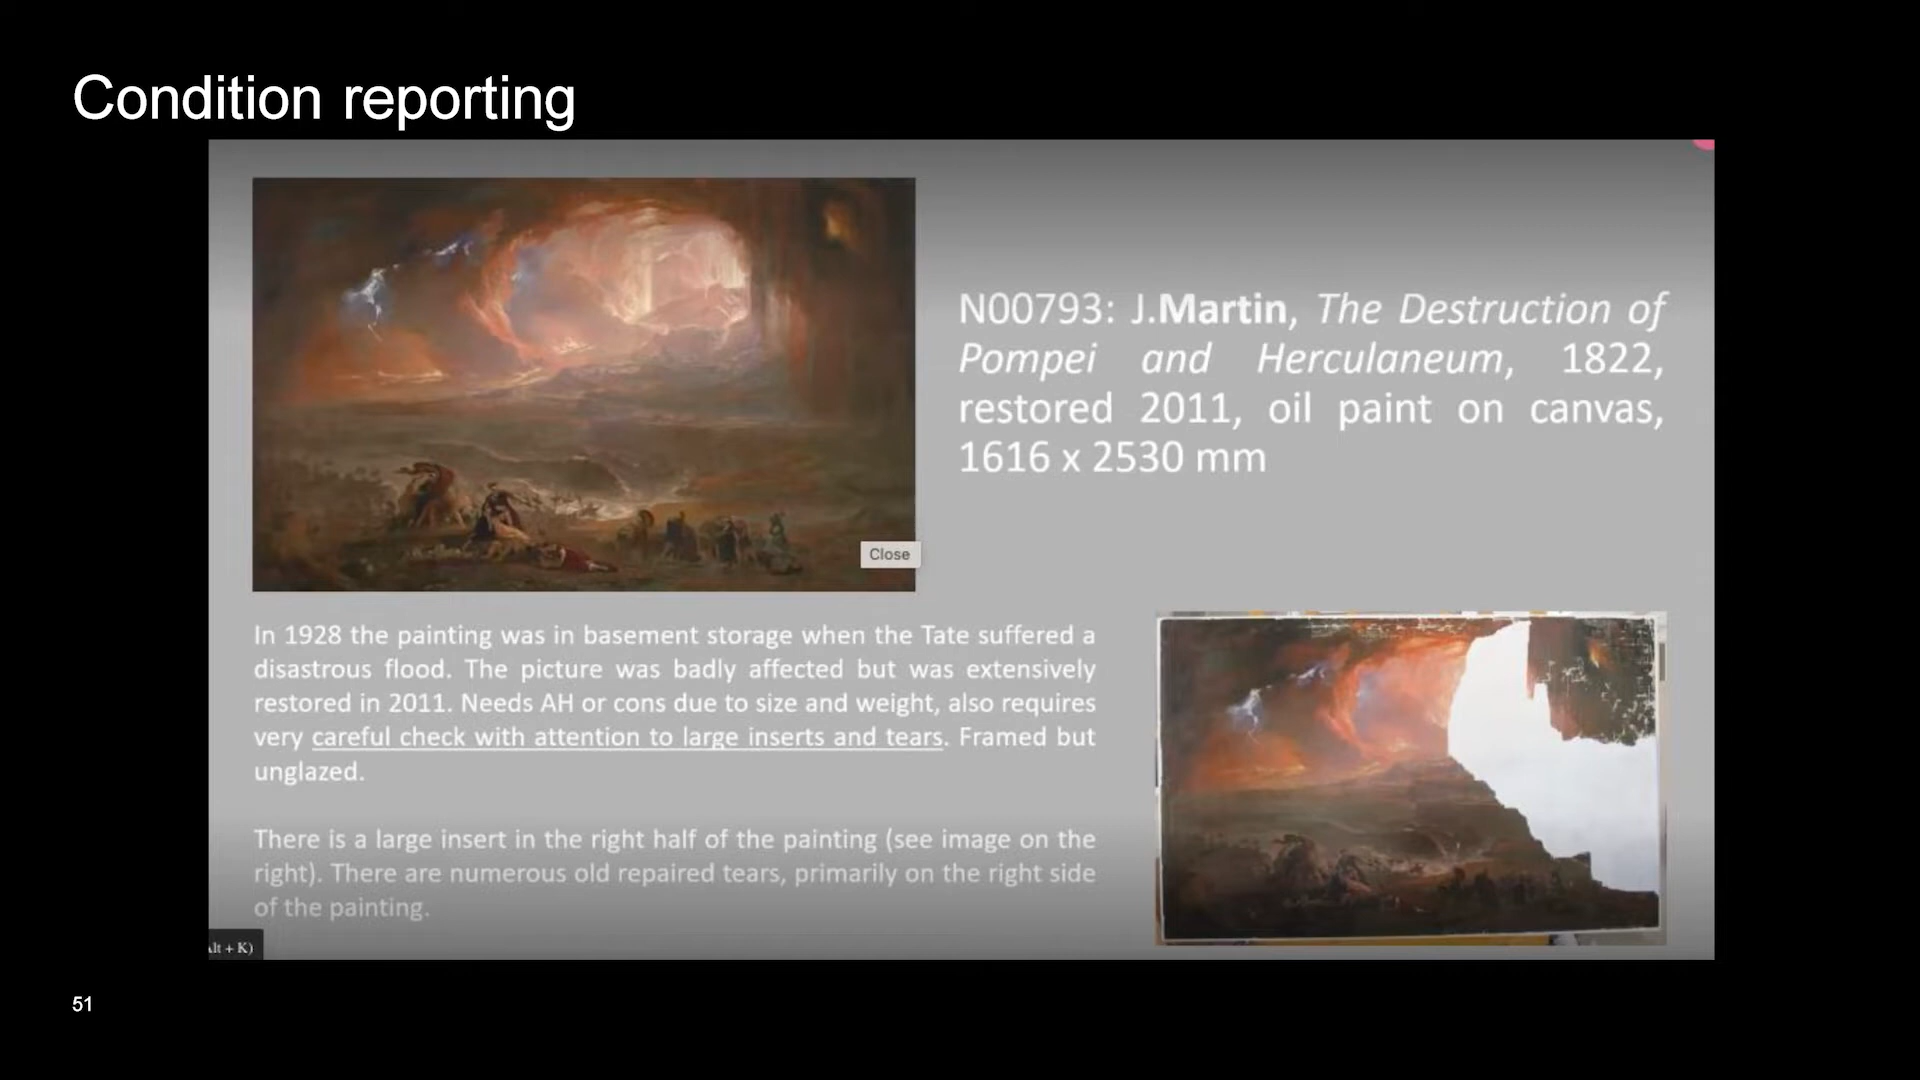 Condition reporting
N00793: J.Martin, The Destruction of
Pompei and Herculaneum, 1822,
restored 2011, oil paint on canvas,
1616 x 2530 mm
Close
In 1928 the painting was in basement storage when the Tate suffered a
disastrous flood. The picture was badly affected but was extensively
restored in 2011. Needs AH or cons due to size and weight, also requires
very careful check with attention to large inserts and tears. Framed but
unglazed.
There is a large insert in the right half of the painting (see image on the
right). There are numerous old repaired tears, primarily on the right side
of the painting.
lt + K)
51